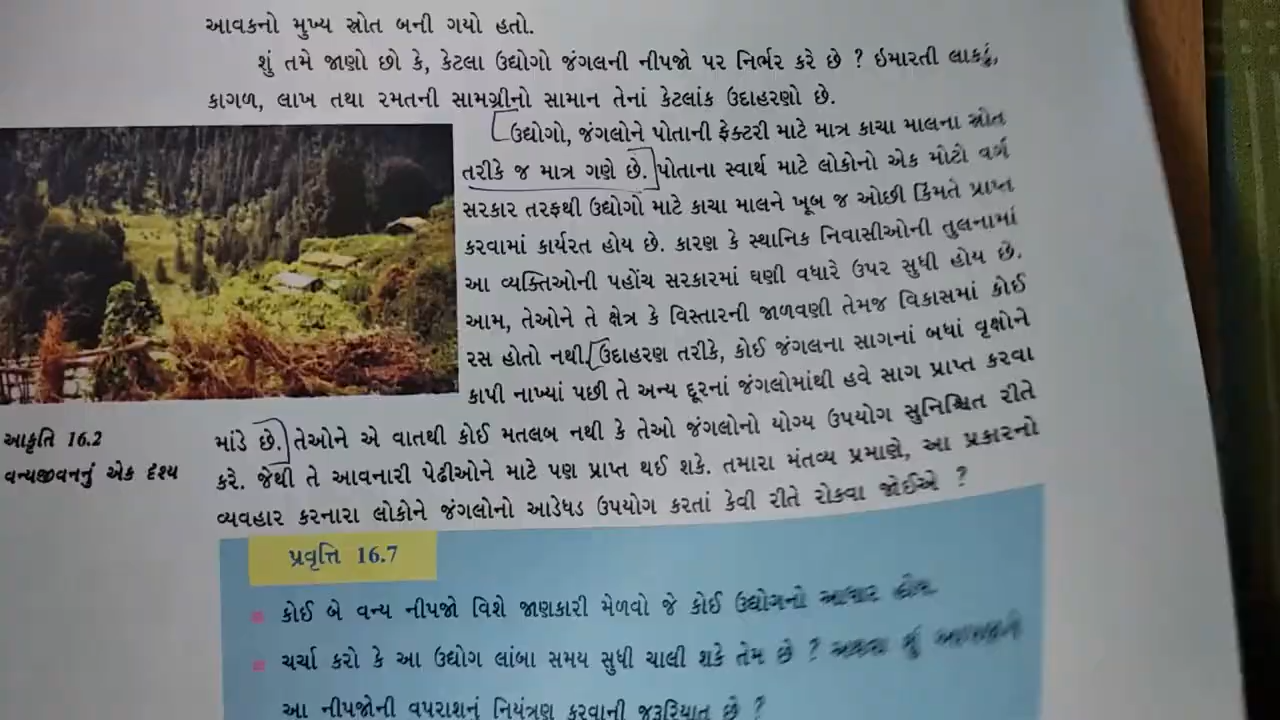 આવકનો મુખ્ય સ્રોત બની ગયો હતો.
શું તમે જાણો છો કે, કેટલા ઉદ્યોગો જંગલની નીપજો પર નિર્ભર કરે છે ? ઇમારતી લાકડું,
કાગળ, લાખ તથા રમતની સામગ્રીનો સામાન તેનાં કેટલાંક ઉદાહરણો છે.
ઉદ્યોગો, જંગલોને પોતાની ફેક્ટરી માટે માત્ર કાચા માલના સ્રોત
તરીકે જ માત્ર ગણે છે. પોતાના સ્વાર્થ માટે લોકોનો એક મોટો વર્ગ
સરકાર તરફથી ઉદ્યોગો માટે કાચા માલને ખૂબ જ ઓછી કિંમતે પ્રાપ્ત
કરવામાં કાર્યરત હોય છે. કારણ કે સ્થાનિક નિવાસીઓની તુલનામાં
આ વ્યક્તિઓની પહોંચ સરકારમાં ઘણી વધારે ઉપર સુધી હોય છે.
આમ, તેઓને તે ક્ષેત્ર કે વિસ્તારની જાળવણી તેમજ વિકાસમાં કોઈ
રસ હોતો નથી. ઉદાહરણ તરીકે, કોઈ જંગલના સાગનાં બધાં વૃક્ષોને
કાપી નાખ્યાં પછી તે અન્ય દૂરનાં જંગલોમાંથી હવે સાગ પ્રાપ્ત કરવા
માંડે છે. તેઓને એ વાતથી કોઈ મતલબ નથી કે તેઓ જંગલોનો યોગ્ય ઉપયોગ સુનિશ્ચિત રીતે
કરે. જેથી તે આવનારી પેઢીઓને માટે પણ પ્રાપ્ત થઈ શકે. તમારા મંતવ્ય પ્રમાણે, આ પ્રકારનો
વ્યવહાર કરનારા લોકોને જંગલોનો આડેધડ ઉપયોગ કરતાં કેવી રીતે રોકવા જોઈએ ?
આકૃતિ 16.2
વન્યજીવનનું એક દૃશ્ય
પ્રવૃત્તિ 16.7
કોઈ બે વન્ય નીપજો વિશે જાણકારી મેળવો જે કોઈ ઉદ્યોગનો આધાર હોય.
ચર્ચા કરો કે આ ઉદ્યોગ લાંબા સમય સુધી ચાલી શકે તેમ છે ? અથવા શું
આ નીપજોની વપરાશનું નિયંત્રણ કરવાની જરૂરિયાત છે ?